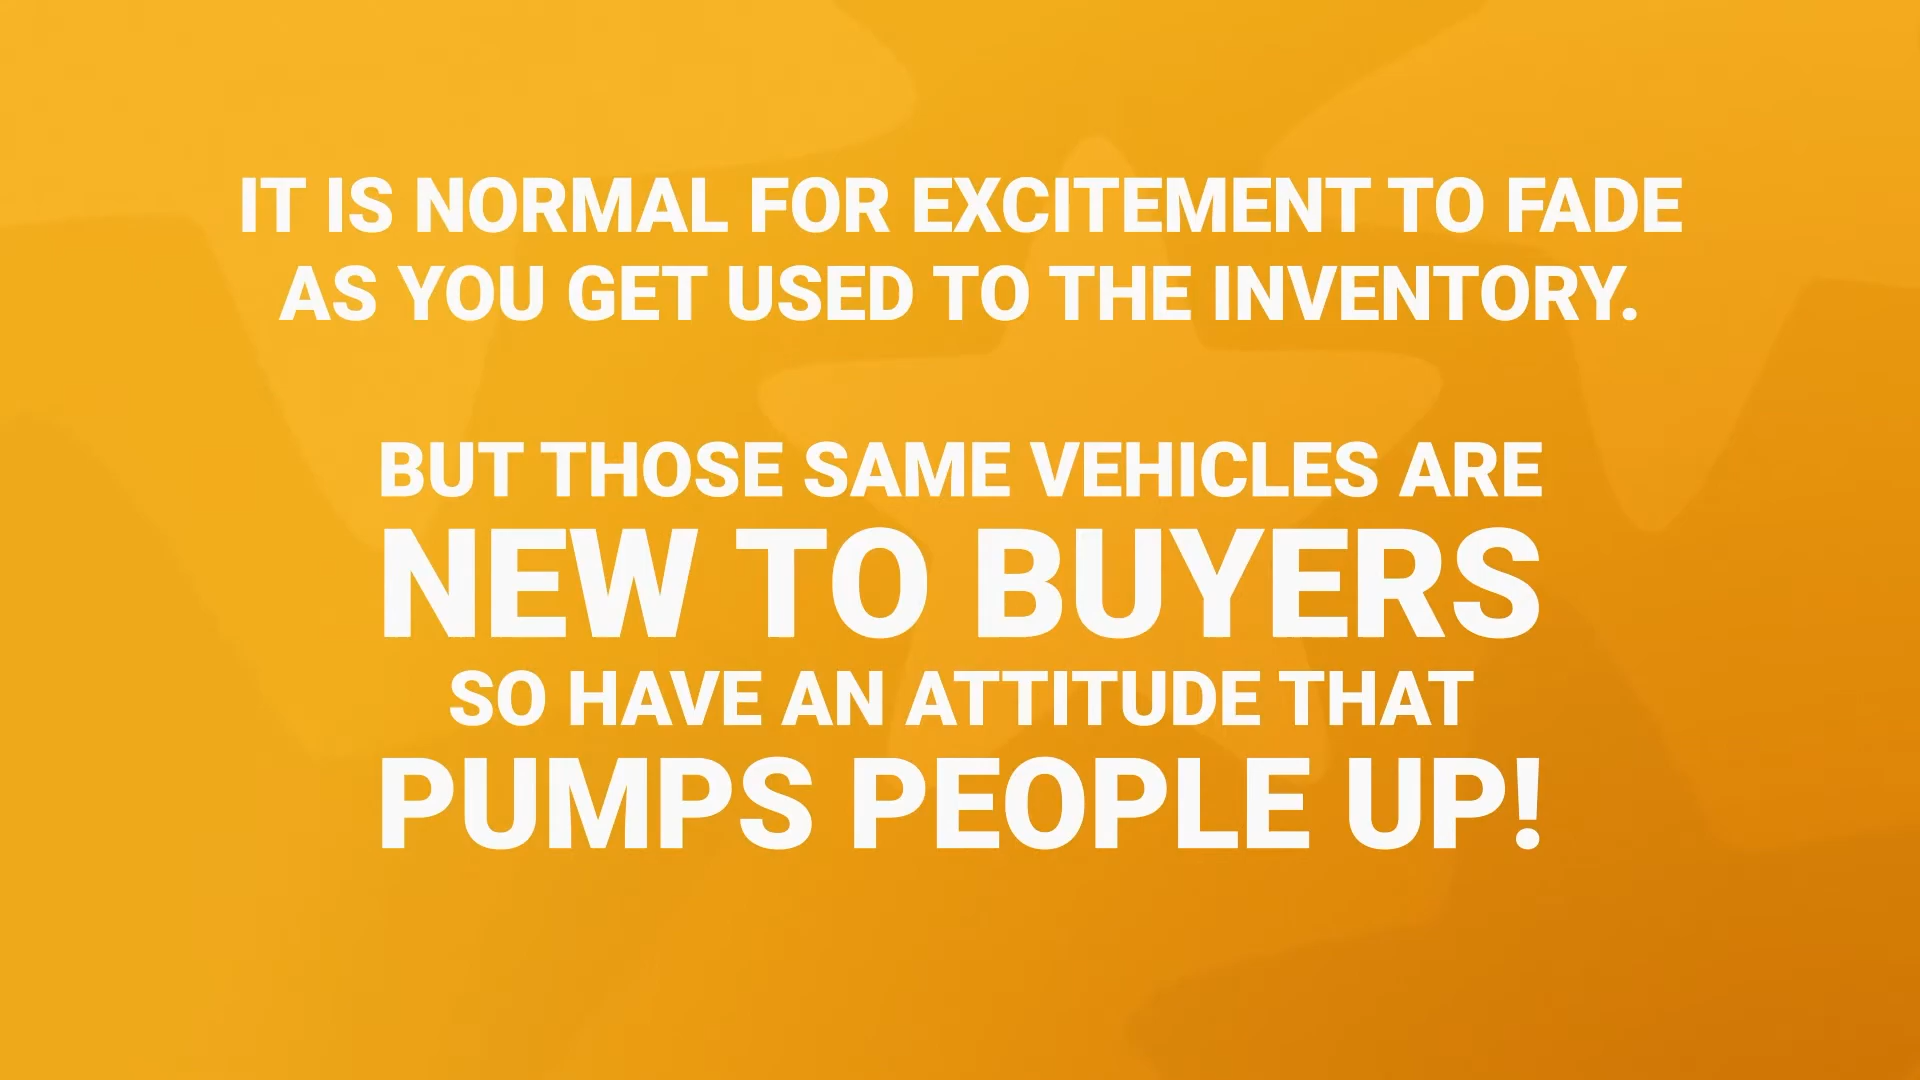 IT IS NORMAL FOR EXCITEMENT TO FADE
AS YOU GET USED TO THE INVENTORY.
BUT THOSE SAME VEHICLES ARE
NEW TO BUYERS
SO HAVE AN ATTITUDE THAT
PUMPS PEOPLE UP!